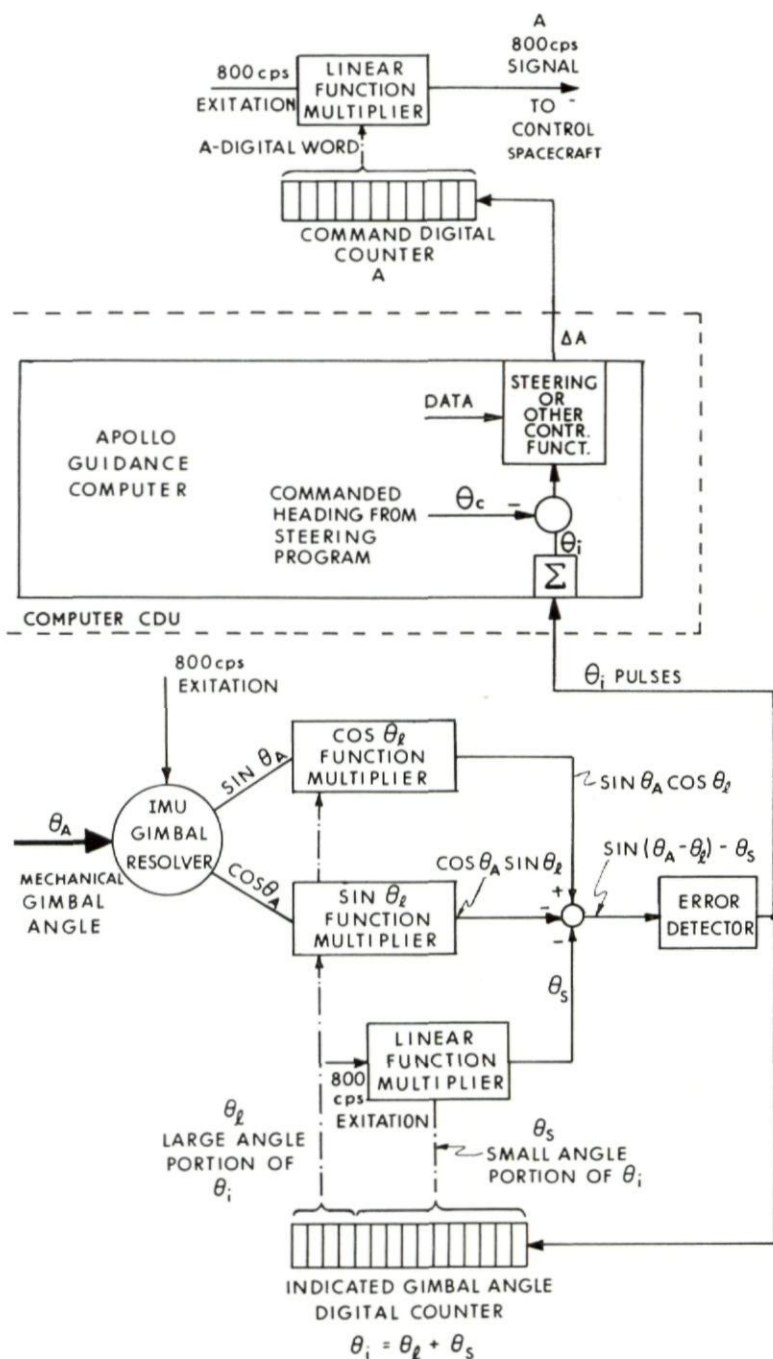 A
800cps
SIGNAL
TO -
CONTROL
SPACECRAFT
800cps
EXITATION
LINEAR
FUNCTION
MULTIPLIER
A-DIGITAL WORD
COMMAND DIGITAL
COUNTER
A
ΔA
STEERING
OR
OTHER
CONTR.
FUNCT.
DATA
APOLLO
GUIDANCE
COMPUTER
COMMANDED
HEADING FROM
STEERING
PROGRAM
θc -
θi
Σ
COMPUTER CDU
θi PULSES
800cps
EXITATION
θA
MECHANICAL
GIMBAL
ANGLE
IMU
GIMBAL
RESOLVER
SIN θA
COSθA
COS θℓ
FUNCTION
MULTIPLIER
SIN θℓ
FUNCTION
MULTIPLIER
SIN θA COS θℓ
COS θA SIN θℓ
SIN (θA - θℓ) - θS
+
-
-
ERROR
DETECTOR
θS
LINEAR
FUNCTION
MULTIPLIER
800
cps
EXITATION
θℓ
LARGE ANGLE
PORTION OF
θi
θS
SMALL ANGLE
PORTION OF θi
INDICATED GIMBAL ANGLE
DIGITAL COUNTER
θi = θℓ + θS